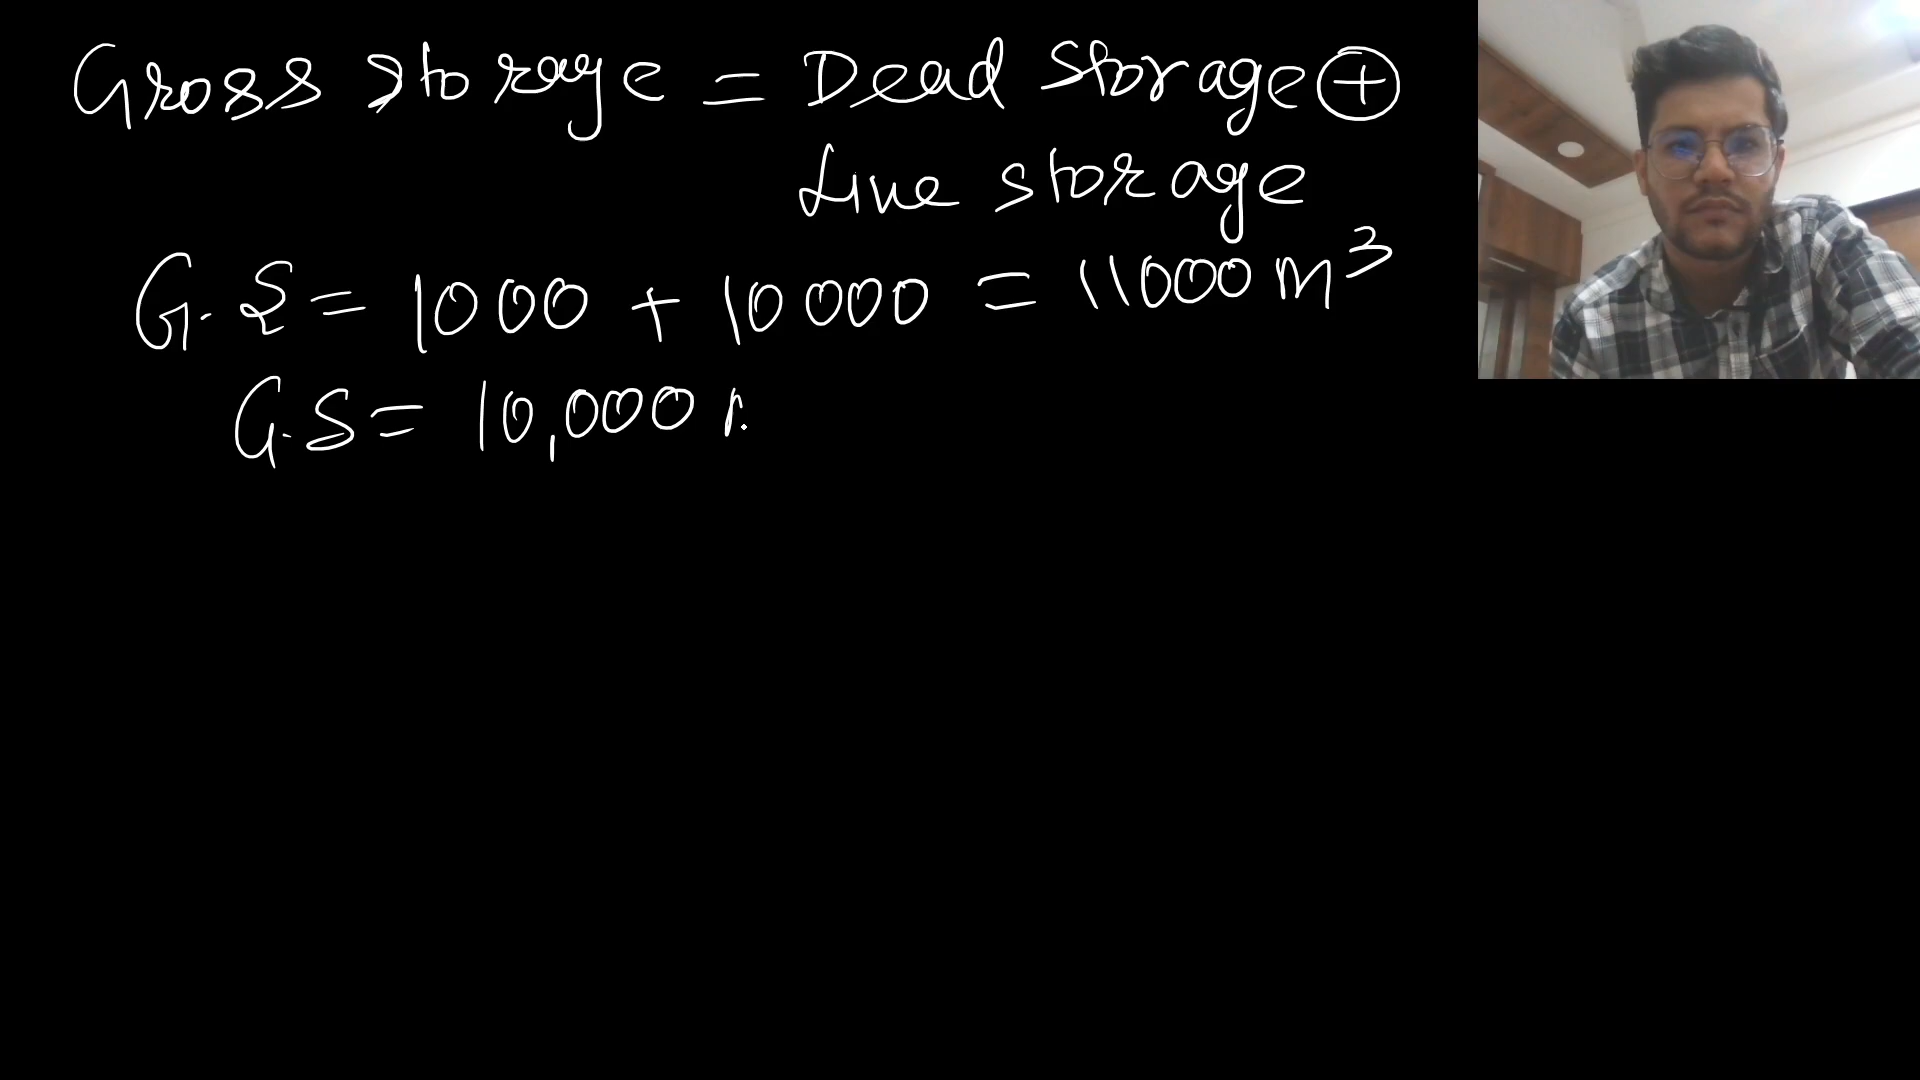 Gross storage = Dead storage ⊕
Live storage
G.S = 1000 + 10000 = 11000 m³
G.S = 10,000